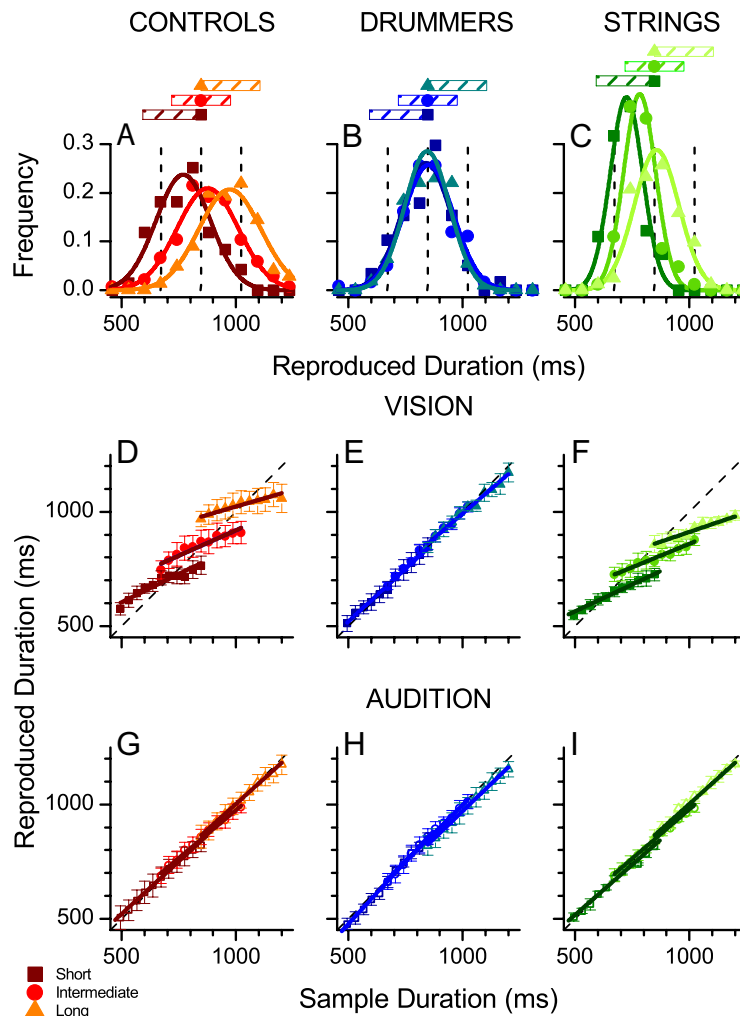 CONTROLS DRUMMERS STRINGS
A B C
0.3
0.2
0.1
0.0
Frequency
500 1000 500 1000 500 1000
Reproduced Duration (ms)
VISION
D E F
1000
500
AUDITION
G H I
1000
500
Reproduced Duration (ms)
500 1000 500 1000 500 1000
Short
Intermediate
Long
Sample Duration (ms)